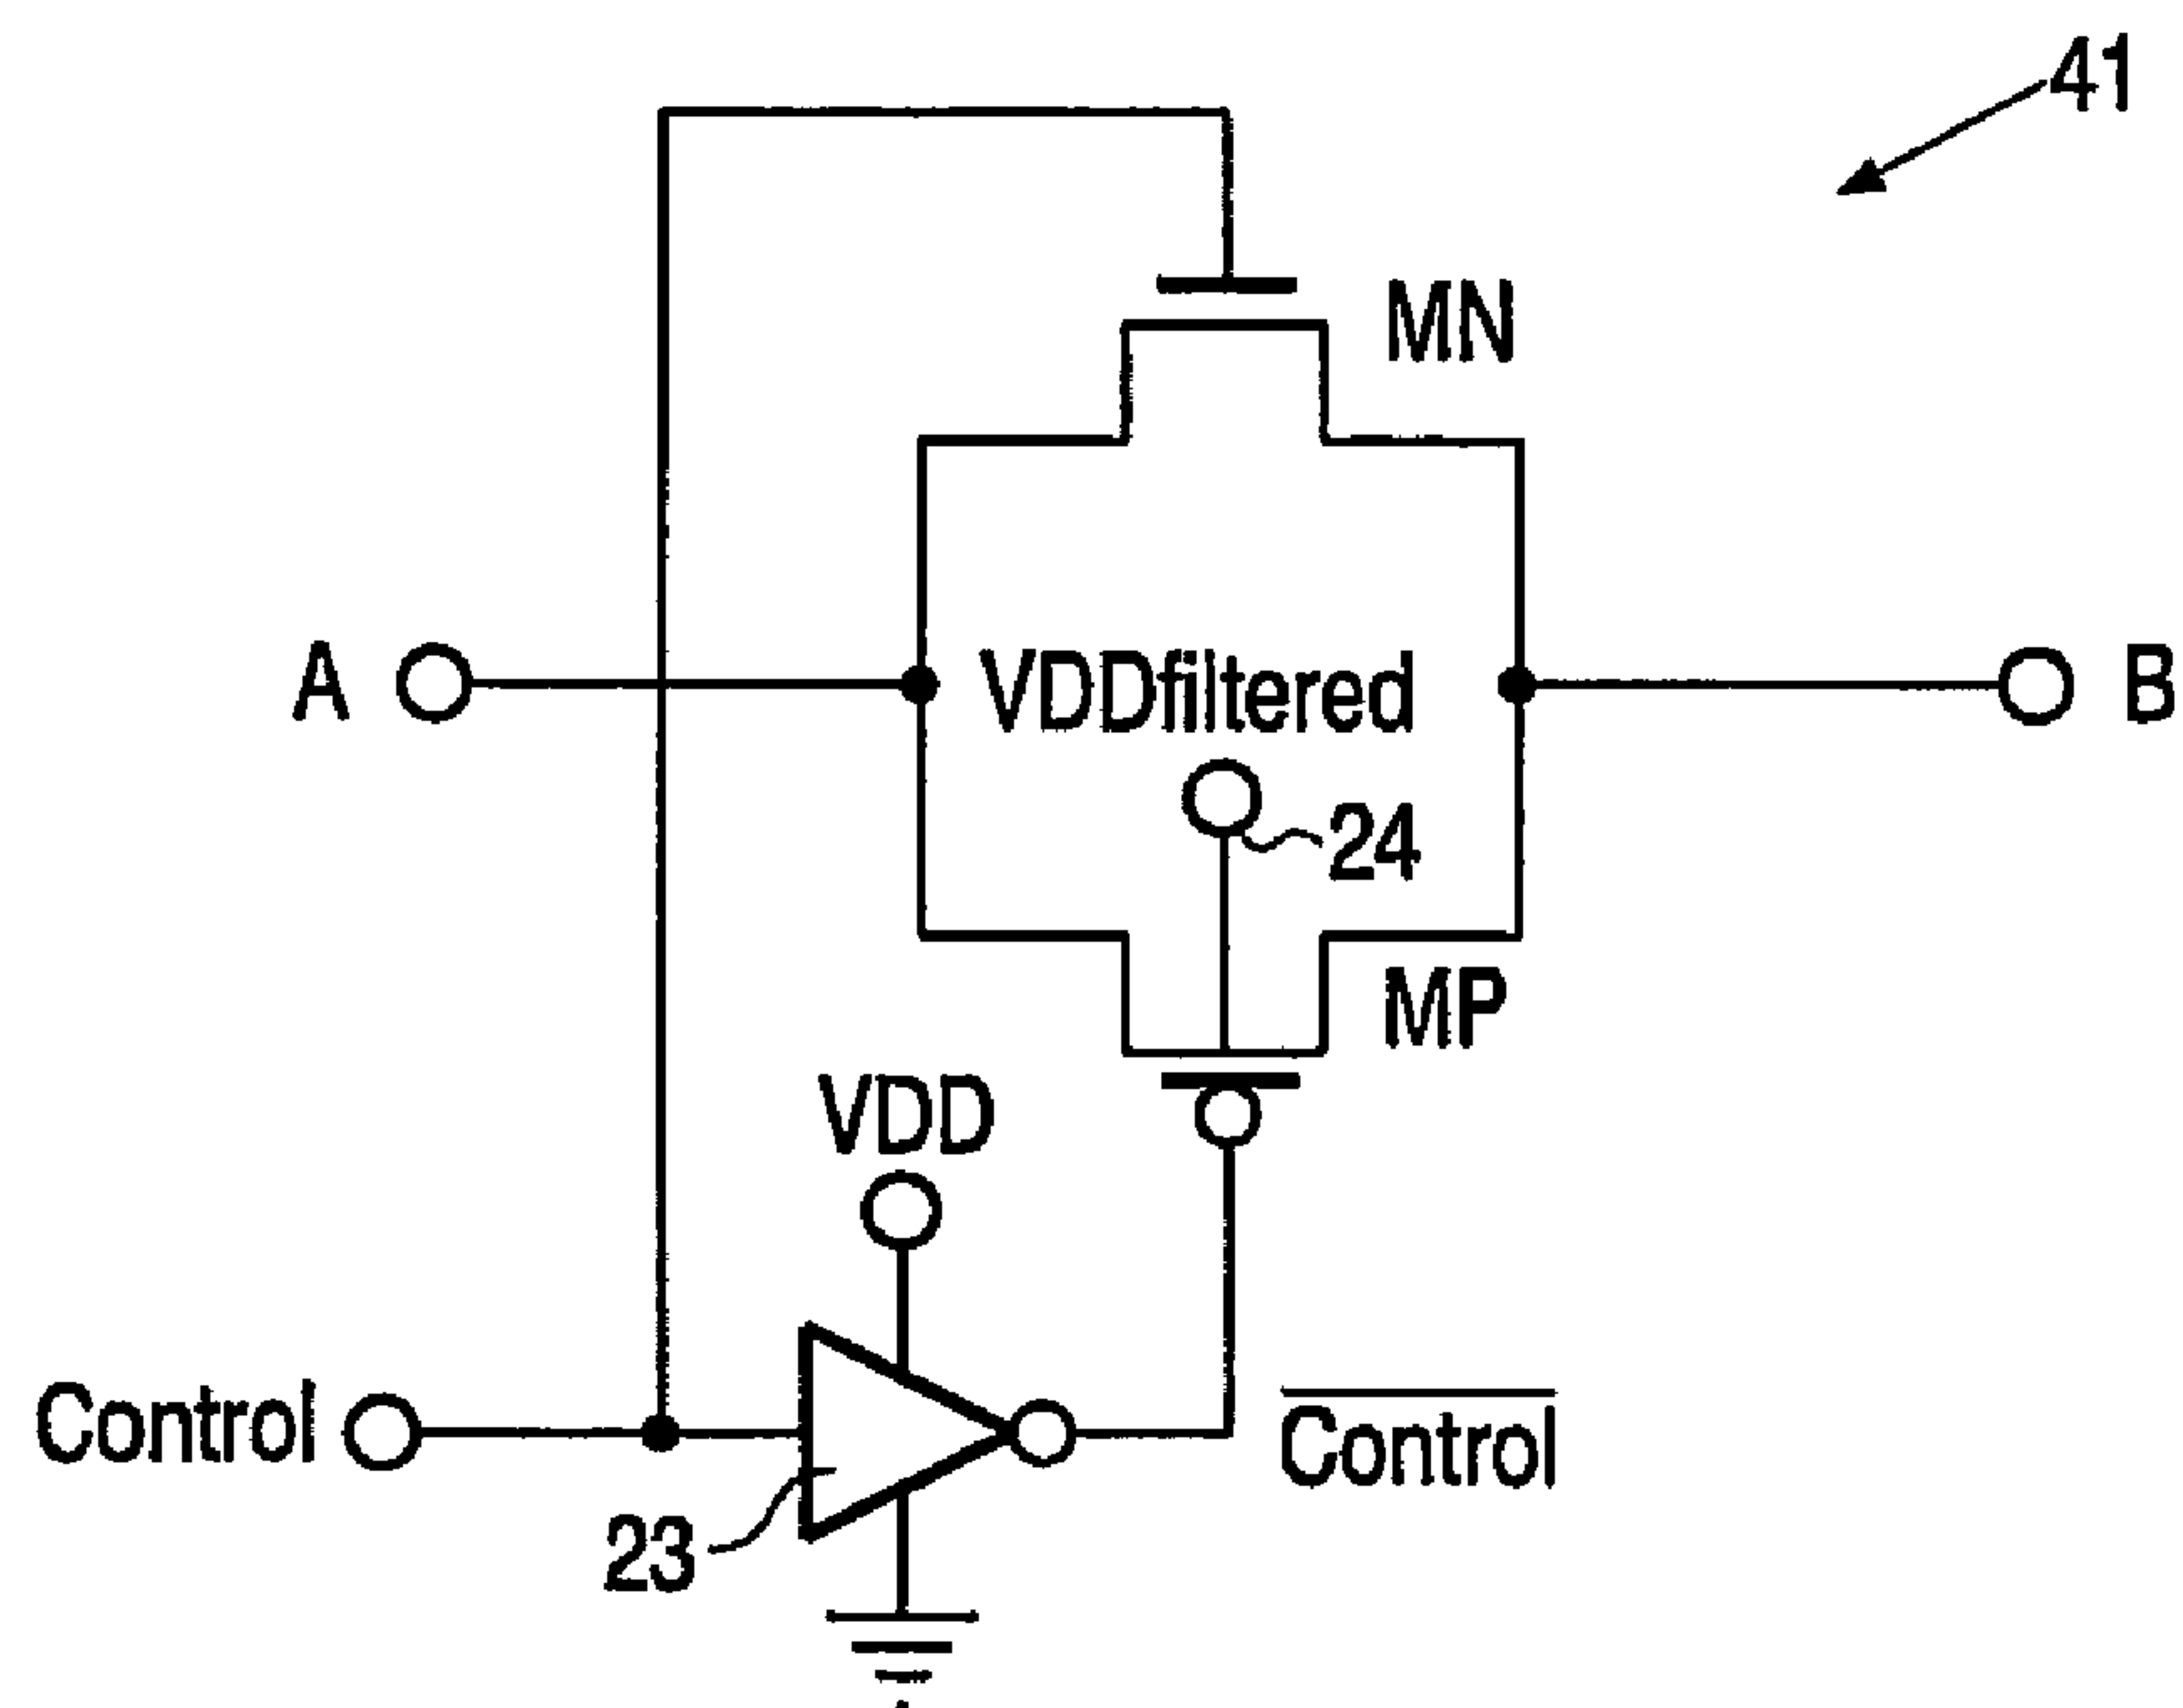 41
MN
A
VDDfiltered
B
24
MP
VDD
Control
Control
23